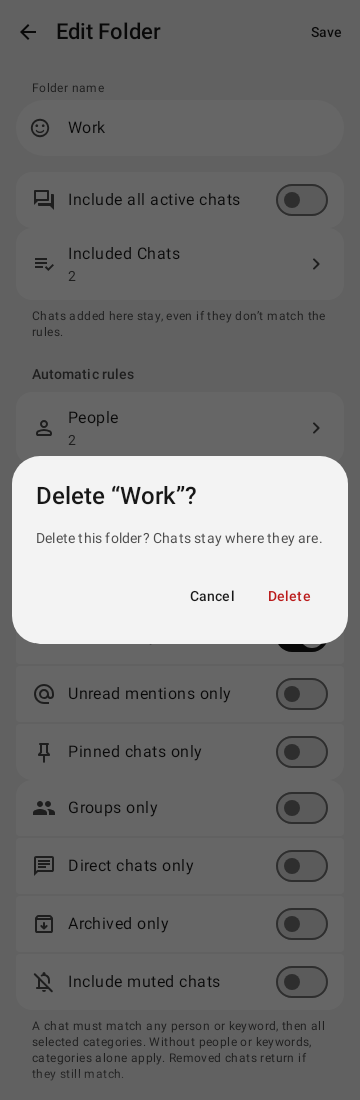 Edit Folder
Save
Folder name
Work
Include all active chats
Included Chats
2
Chats added here stay, even if they don't match the
rules.
Automatic rules
People
2
Delete “Work”?
Delete this folder? Chats stay where they are.
Cancel
Delete
Unread mentions only
Pinned chats only
Groups only
Direct chats only
Archived only
Include muted chats
A chat must match any person or keyword, then all
selected categories. Without people or keywords,
categories alone apply. Removed chats return if
they still match.